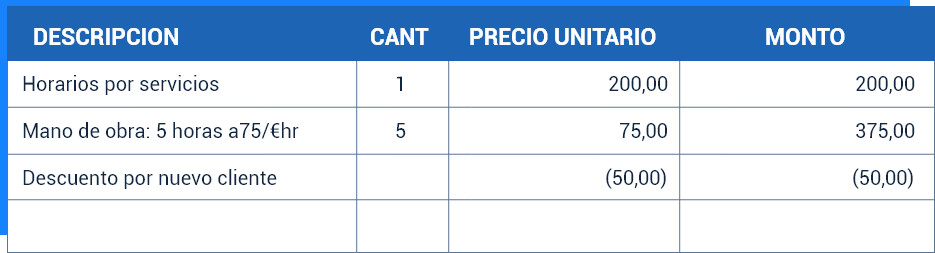 DESCRIPCION CANT PRECIO UNITARIO MONTO
Horarios por servicios 1 200,00 200,00
Mano de obra: 5 horas a75/€hr 5 75,00 375,00
Descuento por nuevo cliente (50,00) (50,00)